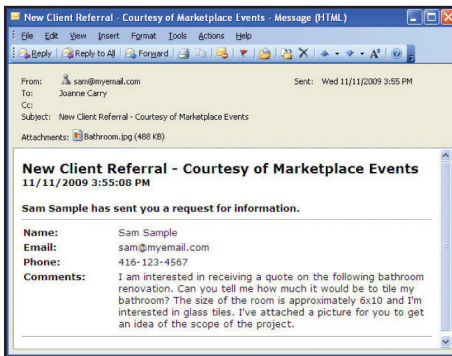 New Client Referral - Courtesy of Marketplace Events - Message (HTML)
File Edit View Insert Format Tools Actions Help
Reply Reply to All Forward
From: sam@myemail.com Sent: Wed 11/11/2009 3:55 PM
To: Joanne Carry
Cc:
Subject: New Client Referral - Courtesy of Marketplace Events
Attachments: Bathroom.jpg (488 KB)
New Client Referral - Courtesy of Marketplace Events
11/11/2009 3:55:08 PM
Sam Sample has sent you a request for information.
Name: Sam Sample
Email: sam@myemail.com
Phone: 416-123-4567
Comments: I am interested in receiving a quote on the following bathroom
renovation. Can you tell me how much it would be to tile my
bathroom? The size of the room is approximately 6x10 and I'm
interested in glass tiles. I've attached a picture for you to get
an idea of the scope of the project.